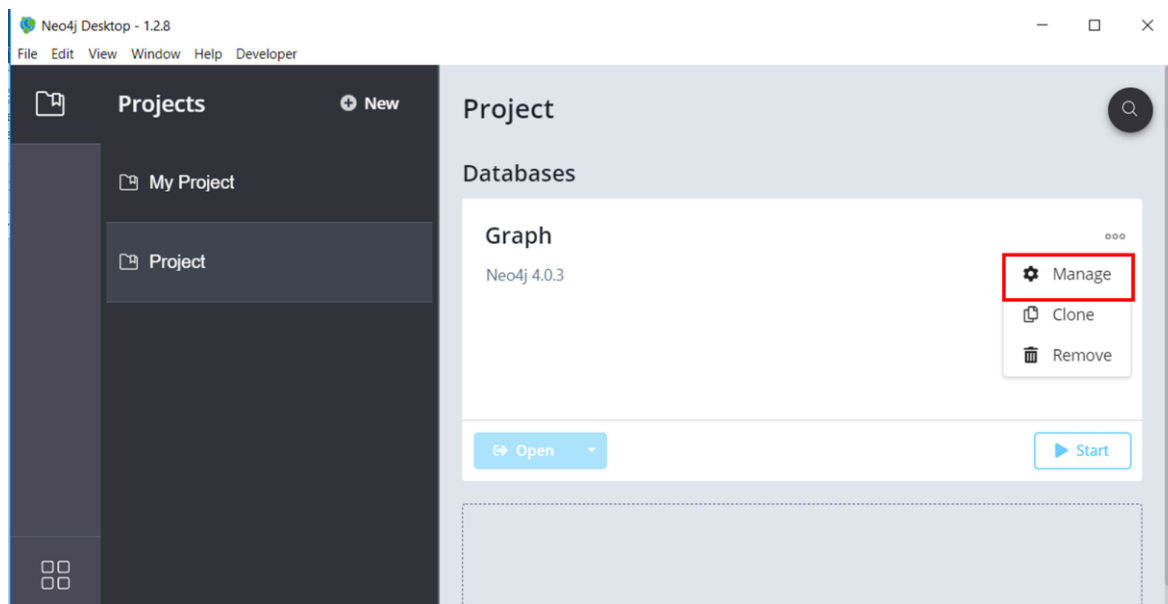 Neo4j Desktop - 1.2.8
File Edit View Window Help Developer
Projects
New
My Project
Project
Project
Databases
Graph
Neo4j 4.0.3
Manage
Clone
Remove
Open
Start